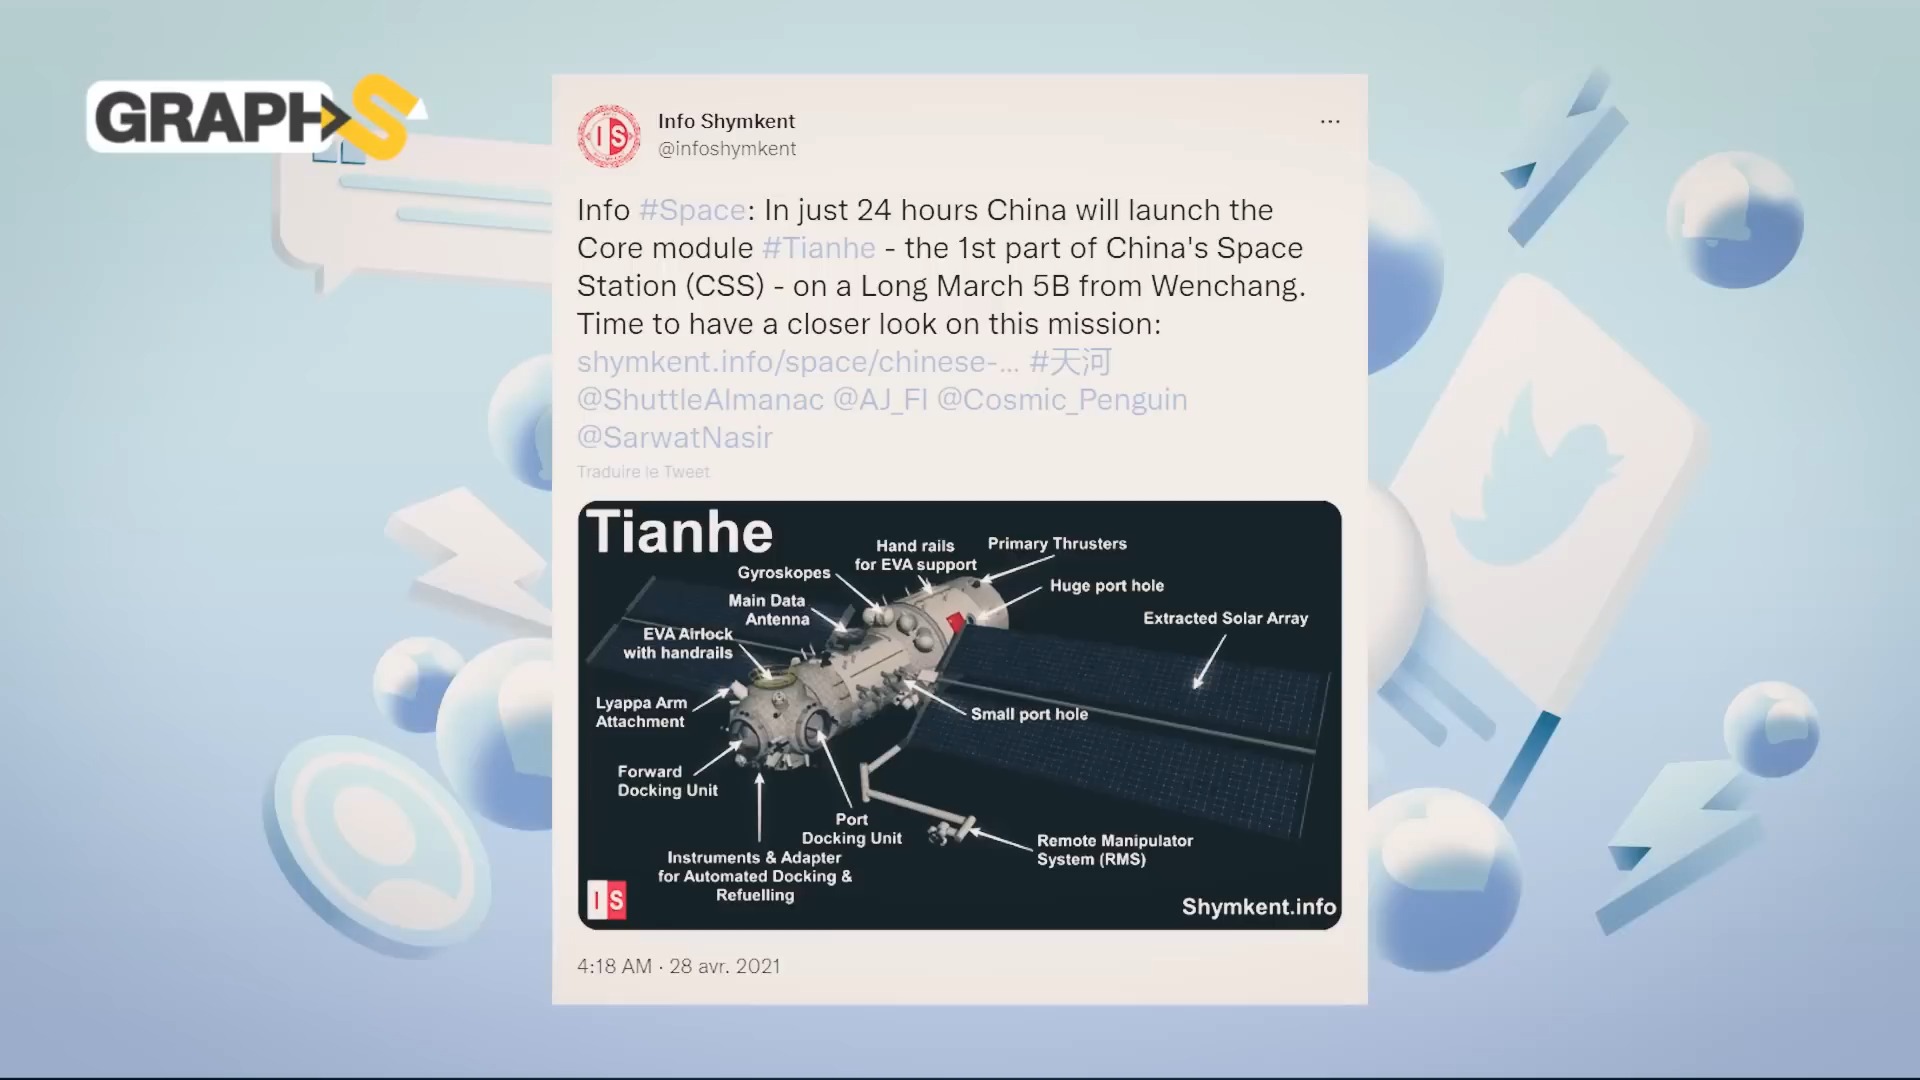 GRAPHS
Info Shymkent
@infoshymkent
...
Info #Space: In just 24 hours China will launch the
Core module #Tianhe - the 1st part of China's Space
Station (CSS) - on a Long March 5B from Wenchang.
Time to have a closer look on this mission:
shymkent.info/space/chinese-... #天河
@ShuttleAlmanac @AJ_FI @Cosmic_Penguin
@SarwatNasir
Traduire le Tweet
Tianhe
Hand rails
for EVA support
Primary Thrusters
Gyroskopes
Huge port hole
Main Data
Antenna
Extracted Solar Array
EVA Airlock
with handrails
Lyappa Arm
Attachment
Small port hole
Forward
Docking Unit
Port
Docking Unit
Remote Manipulator
System (RMS)
Instruments & Adapter
for Automated Docking &
Refuelling
IS
Shymkent.info
4:18 AM · 28 avr. 2021